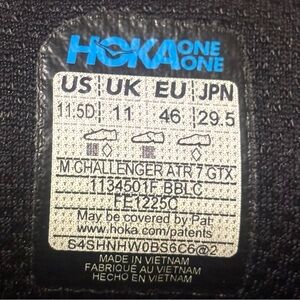 HOKA ONE ONE
US UK EU JPN
11.5D 11 46 29.5
M CHALLENGER ATR 7 GTX
1134501F BBLC
FE1225C
May be covered by Pat.
www.hoka.com/patents
S4SHNHW0BS6C6@2
MADE IN VIETNAM
FABRIQUÉ AU VIETNAM
HECHO EN VIETNAM